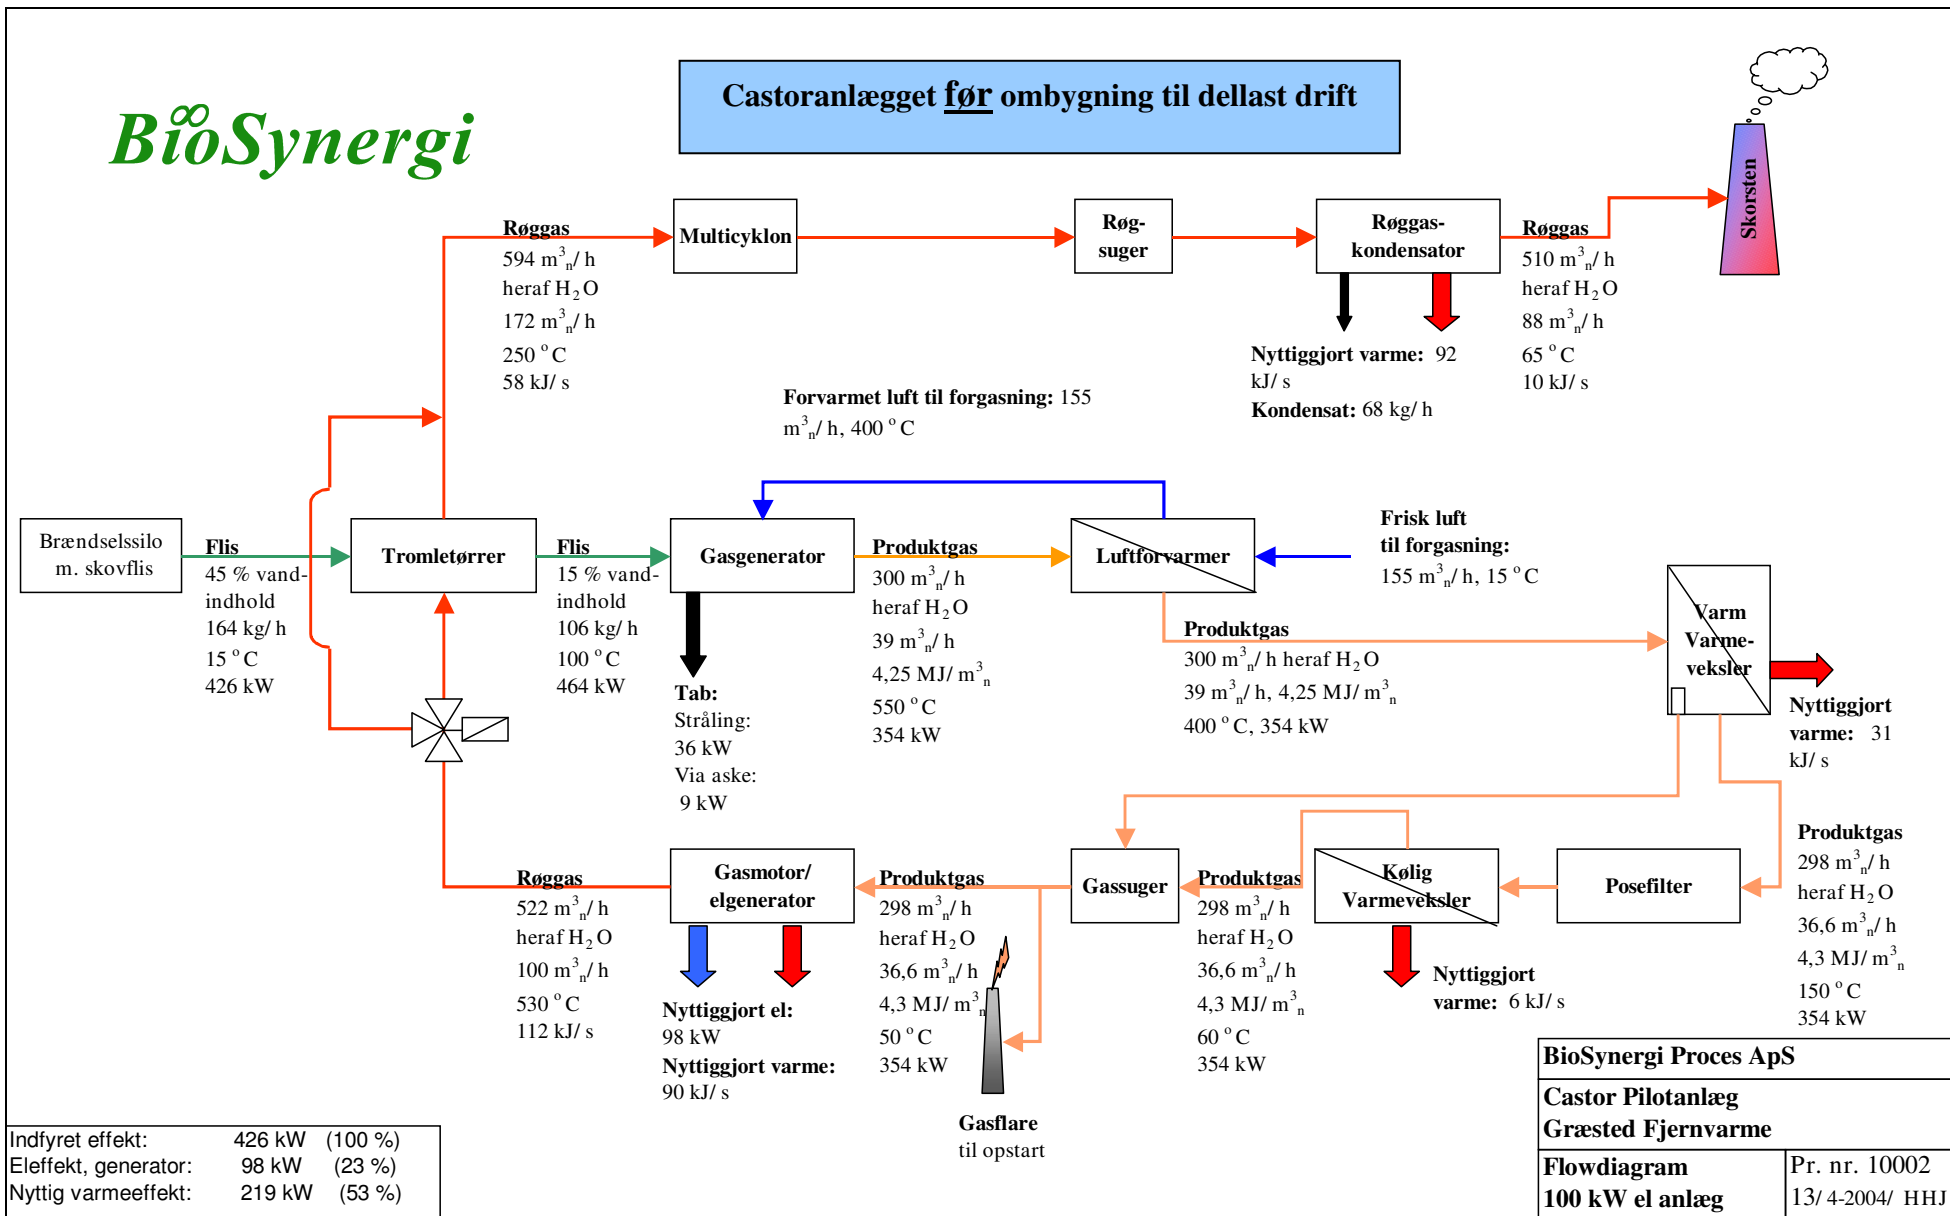 Castoranlægget før ombygning til dellast drift
BioSynergi
Røggas
594 m³n/h
heraf H₂O
172 m³n/h
250 °C
58 kJ/s
Multicyklon
Røg-
suger
Røggas-
kondensator
Røggas
510 m³n/h
heraf H₂O
88 m³n/h
65 °C
10 kJ/s
Skorsten
Nyttiggjort varme: 92
kJ/s
Kondensat: 68 kg/h
Forvarmet luft til forgasning: 155
m³n/h, 400 °C
Brændselssilo
m. skovflis
Flis
45 % vand-
indhold
164 kg/h
15 °C
426 kW
Tromletørrer
Flis
15 % vand-
indhold
106 kg/h
100 °C
464 kW
Gasgenerator
Tab:
Stråling:
36 kW
Via aske:
9 kW
Produktgas
300 m³n/h
heraf H₂O
39 m³n/h
4,25 MJ/m³n
550 °C
354 kW
Luftforvarmer
Frisk luft
til forgasning:
155 m³n/h, 15 °C
Produktgas
300 m³n/h heraf H₂O
39 m³n/h, 4,25 MJ/m³n
400 °C, 354 kW
Varm
Varme-
veksler
Nyttiggjort
varme: 31
kJ/s
Produktgas
298 m³n/h
heraf H₂O
36,6 m³n/h
4,3 MJ/m³n
150 °C
354 kW
Posefilter
Kølig
Varmeveksler
Nyttiggjort
varme: 6 kJ/s
Produktgas
298 m³n/h
heraf H₂O
36,6 m³n/h
4,3 MJ/m³n
60 °C
354 kW
Gassuger
Produktgas
298 m³n/h
heraf H₂O
36,6 m³n/h
4,3 MJ/m³n
50 °C
354 kW
Gasflare
til opstart
Gasmotor/
elgenerator
Nyttiggjort el:
98 kW
Nyttiggjort varme:
90 kJ/s
Røggas
522 m³n/h
heraf H₂O
100 m³n/h
530 °C
112 kJ/s
Indfyret effekt: 426 kW (100 %)
Eleffekt, generator: 98 kW (23 %)
Nyttig varmeeffekt: 219 kW (53 %)
BioSynergi Proces ApS
Castor Pilotanlæg
Græsted Fjernvarme
Flowdiagram
100 kW el anlæg
Pr. nr. 10002
13/4-2004/ HHJ